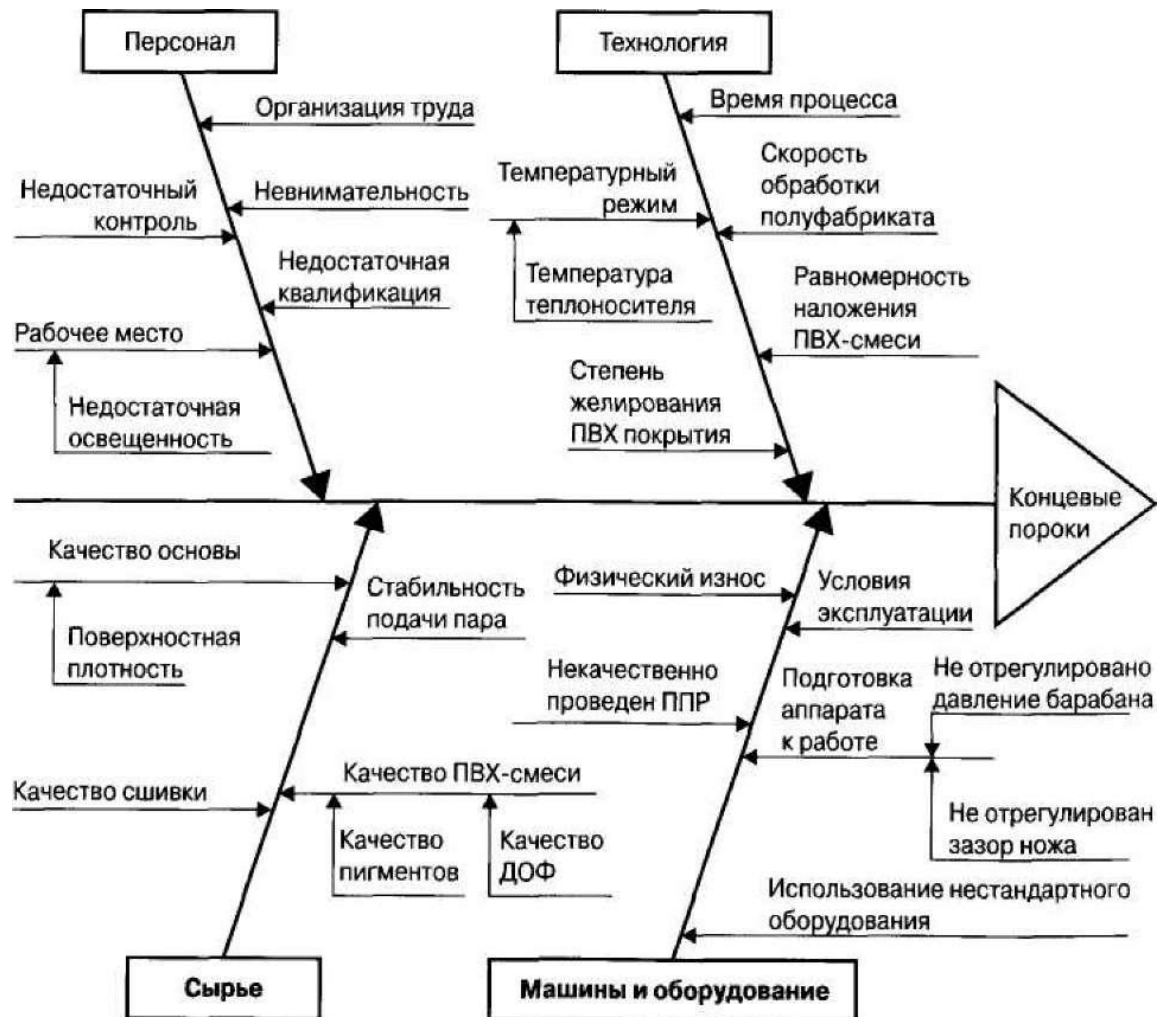 Персонал
Технология
Организация труда
Недостаточный
контроль
Невнимательность
Недостаточная
квалификация
Рабочее место
Недостаточная
освещенность
Время процесса
Температурный
режим
Скорость
обработки
полуфабриката
Температура
теплоносителя
Равномерность
наложения
ПВХ-смеси
Степень
желирования
ПВХ покрытия
Концевые
пороки
Качество основы
Поверхностная
плотность
Стабильность
подачи пара
Качество сшивки
Качество ПВХ-смеси
Качество
пигментов
Качество
ДОФ
Физический износ
Условия
эксплуатации
Некачественно
проведен ППР
Подготовка
аппарата
к работе
Не отрегулировано
давление барабана
Не отрегулирован
зазор ножа
Использование нестандартного
оборудования
Сырье
Машины и оборудование